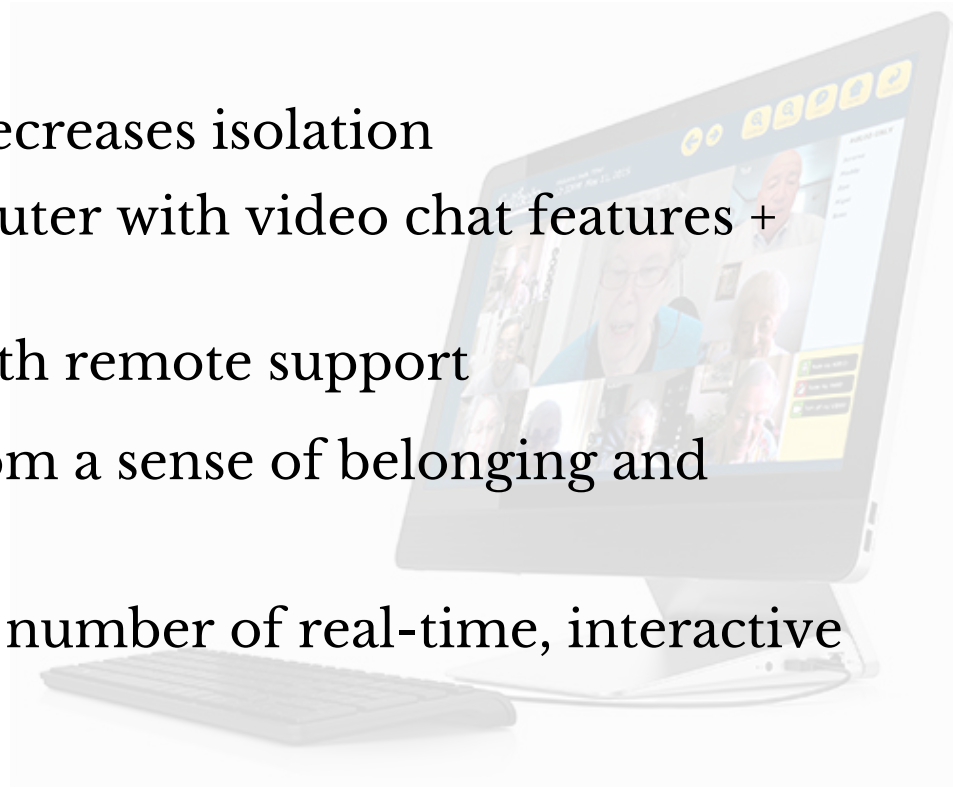 ecreases isolation
uter with video chat features +
th remote support
om a sense of belonging and
number of real-time, interactive